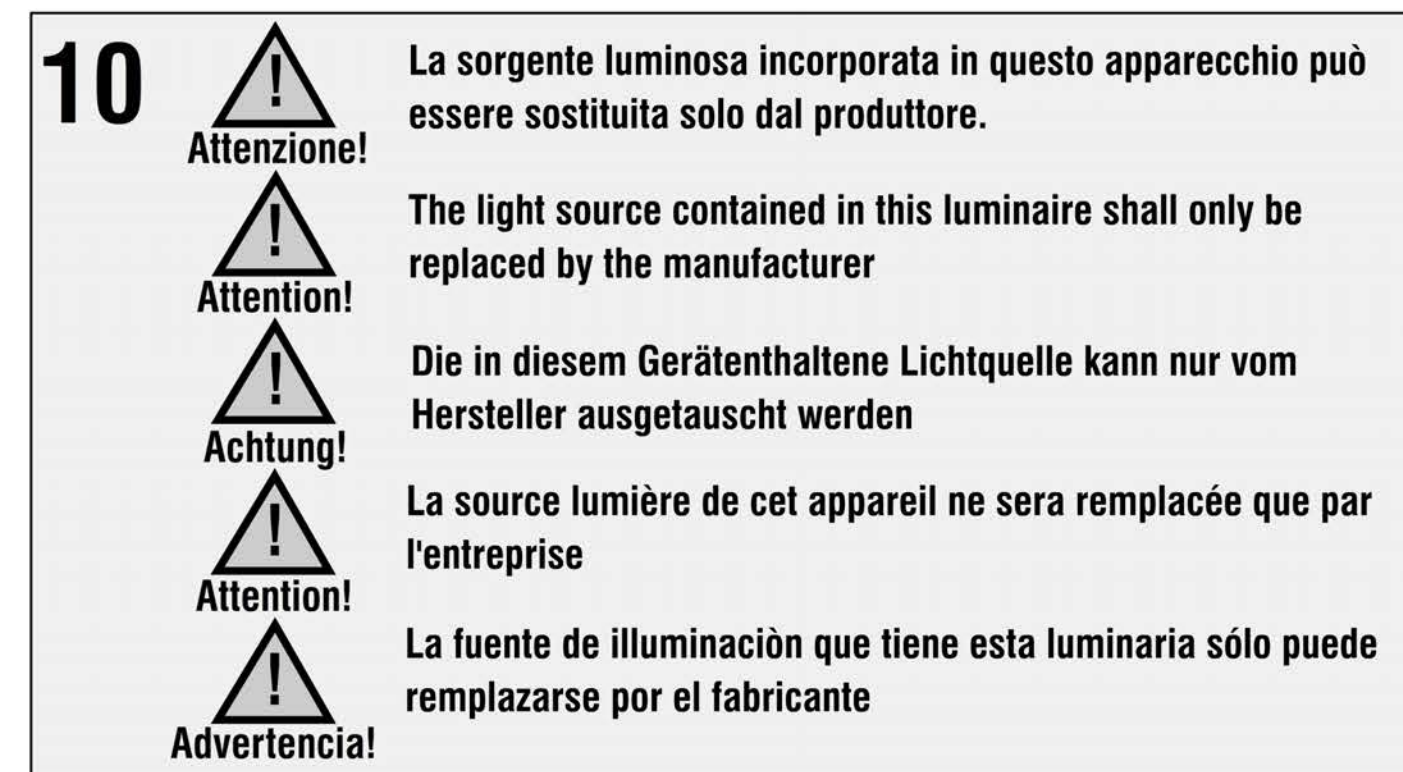 10
!
Attenzione!
La sorgente luminosa incorporata in questo apparecchio può
essere sostituita solo dal produttore.
!
Attention!
The light source contained in this luminaire shall only be
replaced by the manufacturer
!
Achtung!
Die in diesem Gerätenthaltene Lichtquelle kann nur vom
Hersteller ausgetauscht werden
!
Attention!
La source lumière de cet appareil ne sera remplacée que par
l'entreprise
!
Advertencia!
La fuente de illuminaciòn que tiene esta luminaria sólo puede
remplazarse por el fabricante